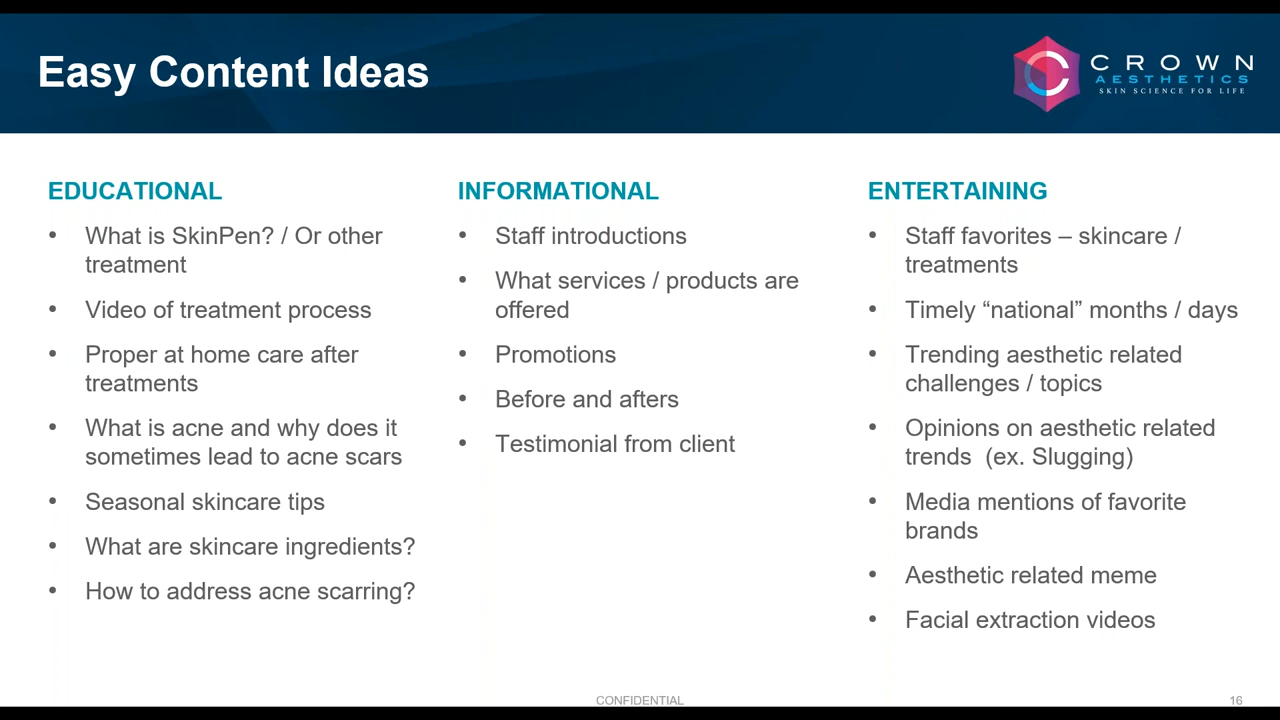 Easy Content Ideas
CROWN
AESTHETICS
SKIN SCIENCE FOR LIFE
EDUCATIONAL
• What is SkinPen? / Or other
treatment
• Video of treatment process
• Proper at home care after
treatments
• What is acne and why does it
sometimes lead to acne scars
• Seasonal skincare tips
• What are skincare ingredients?
• How to address acne scarring?
INFORMATIONAL
• Staff introductions
• What services / products are
offered
• Promotions
• Before and afters
• Testimonial from client
ENTERTAINING
• Staff favorites – skincare /
treatments
• Timely “national” months / days
• Trending aesthetic related
challenges / topics
• Opinions on aesthetic related
trends  (ex. Slugging)
• Media mentions of favorite
brands
• Aesthetic related meme
• Facial extraction videos
CONFIDENTIAL
16